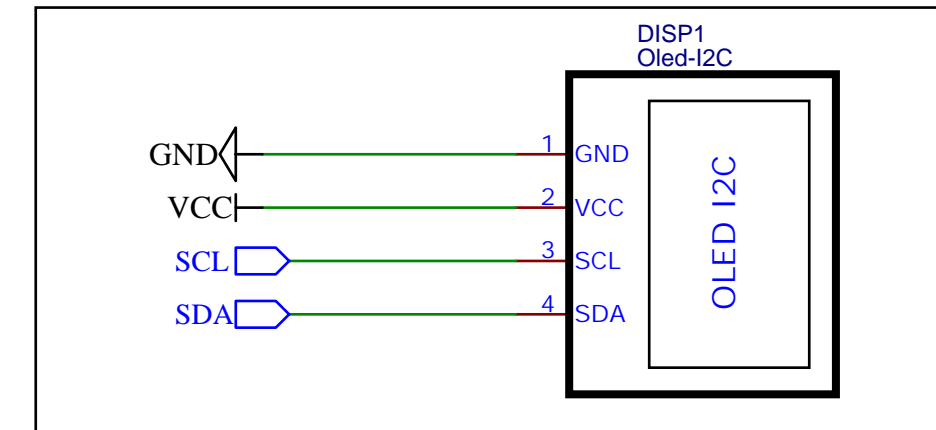 DISP1
Oled-I2C
GND 1 GND
VCC 2 VCC
SCL 3 SCL
SDA 4 SDA
OLED I2C